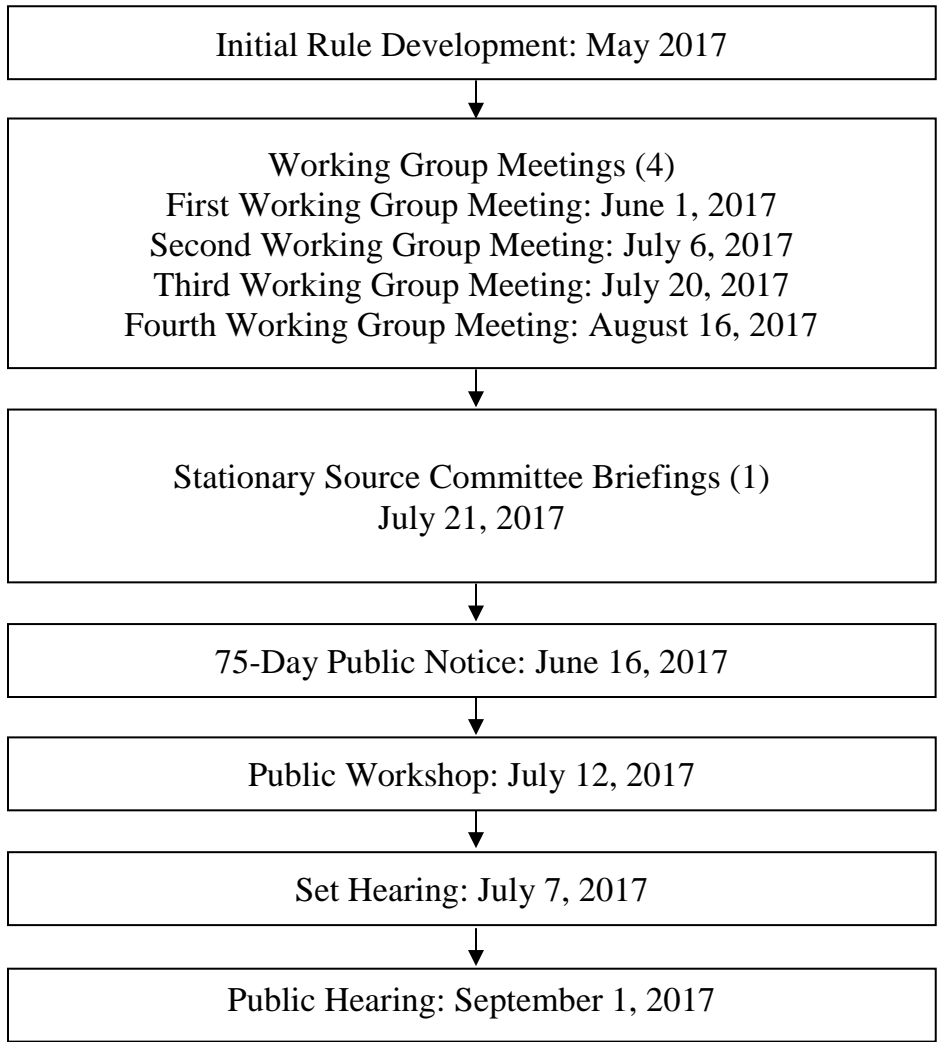 Initial Rule Development: May 2017
Working Group Meetings (4)
First Working Group Meeting: June 1, 2017
Second Working Group Meeting: July 6, 2017
Third Working Group Meeting: July 20, 2017
Fourth Working Group Meeting: August 16, 2017
Stationary Source Committee Briefings (1)
July 21, 2017
75-Day Public Notice: June 16, 2017
Public Workshop: July 12, 2017
Set Hearing: July 7, 2017
Public Hearing: September 1, 2017